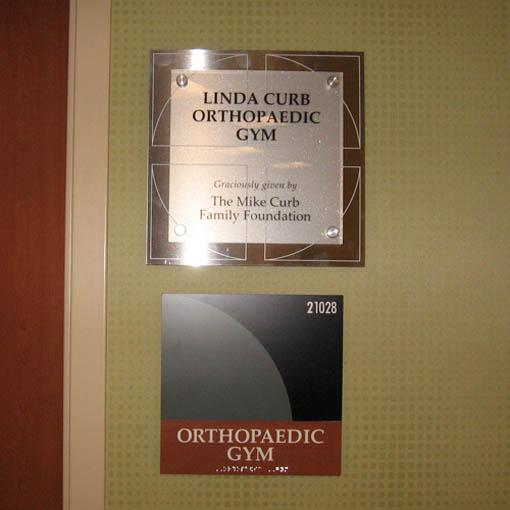 LINDA CURB
ORTHOPAEDIC
GYM
Graciously given by
The Mike Curb
Family Foundation
21028
ORTHOPAEDIC
GYM